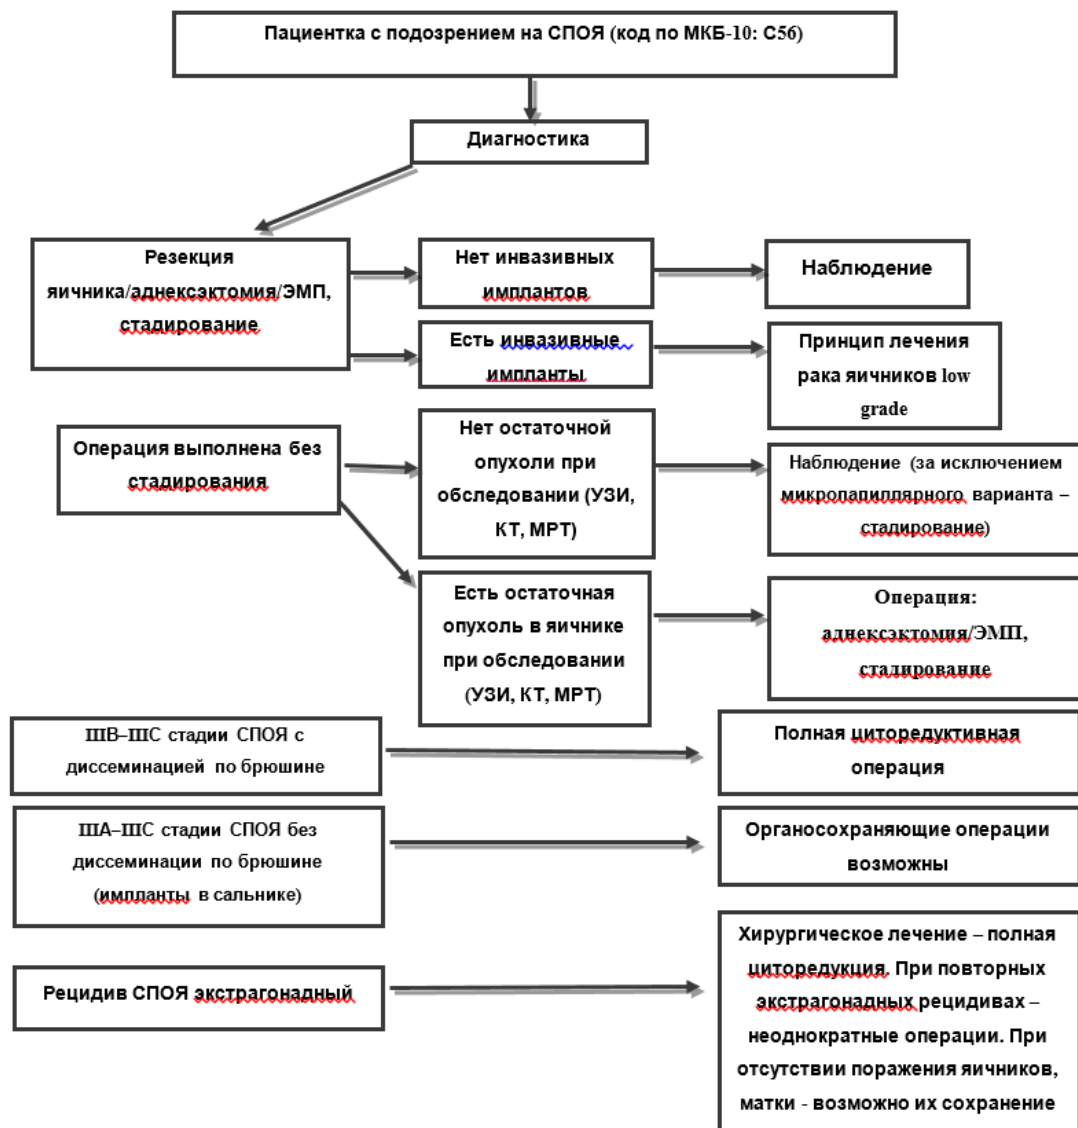 Пациентка с подозрением на СПОЯ (код по МКБ-10: C56)
Диагностика
Резекция
яичника/аднексэктомия/ЭМП,
стадирование
Нет инвазивных
имплантов
Наблюдение
Есть инвазивные
импланты
Принцип лечения
рака яичников low
grade
Операция выполнена без
стадирования
Нет остаточной
опухоли при
обследовании (УЗИ,
КТ, МРТ)
Наблюдение (за исключением
микропапиллярного варианта –
стадирование)
Есть остаточная
опухоль в яичнике
при обследовании
(УЗИ, КТ, МРТ)
Операция:
аднексэктомия/ЭМП,
стадирование
IIIB–IIIC стадии СПОЯ с
диссеминацией по брюшине
Полная циторедуктивная
операция
IIIA–IIIC стадии СПОЯ без
диссеминации по брюшине
(импланты в сальнике)
Органосохраняющие операции
возможны
Рецидив СПОЯ экстрагонадный
Хирургическое лечение – полная
циторедукция. При повторных
экстрагонадных рецидивах –
неоднократные операции. При
отсутствии поражения яичников,
матки - возможно их сохранение